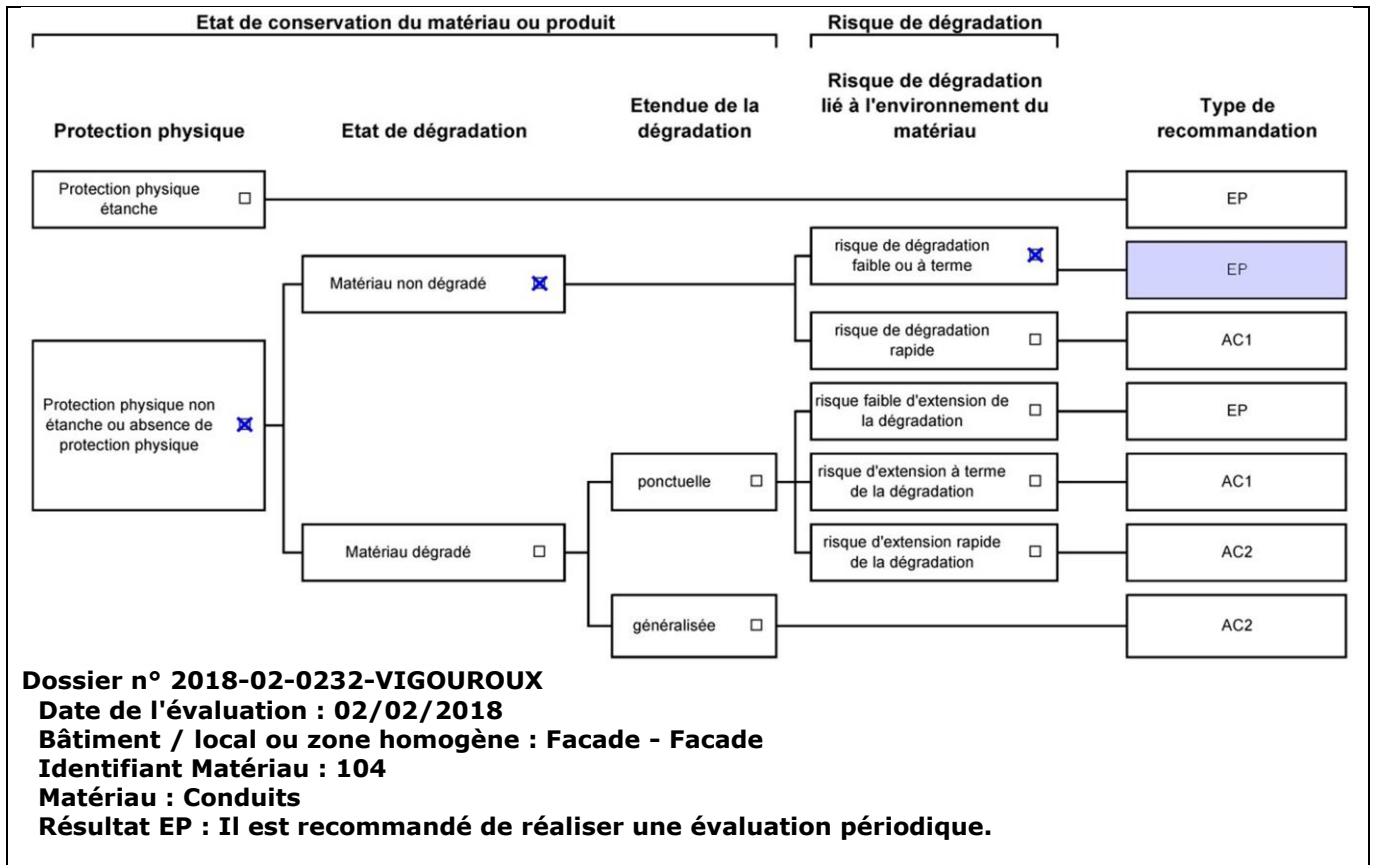 Etat de conservation du matériau ou produit
Risque de dégradation
Protection physique
Etat de dégradation
Etendue de la
dégradation
Risque de dégradation
lié à l'environnement du
matériau
Type de
recommandation
Protection physique
étanche
EP
risque de dégradation
faible ou à terme
EP
Matériau non dégradé
risque de dégradation
rapide
AC1
Protection physique non
étanche ou absence de
protection physique
risque faible d'extension de
la dégradation
EP
ponctuelle
risque d'extension à terme
de la dégradation
AC1
Matériau dégradé
risque d'extension rapide
de la dégradation
AC2
généralisée
AC2
Dossier n° 2018-02-0232-VIGOUROUX
Date de l'évaluation : 02/02/2018
Bâtiment / local ou zone homogène : Facade - Facade
Identifiant Matériau : 104
Matériau : Conduits
Résultat EP : Il est recommandé de réaliser une évaluation périodique.